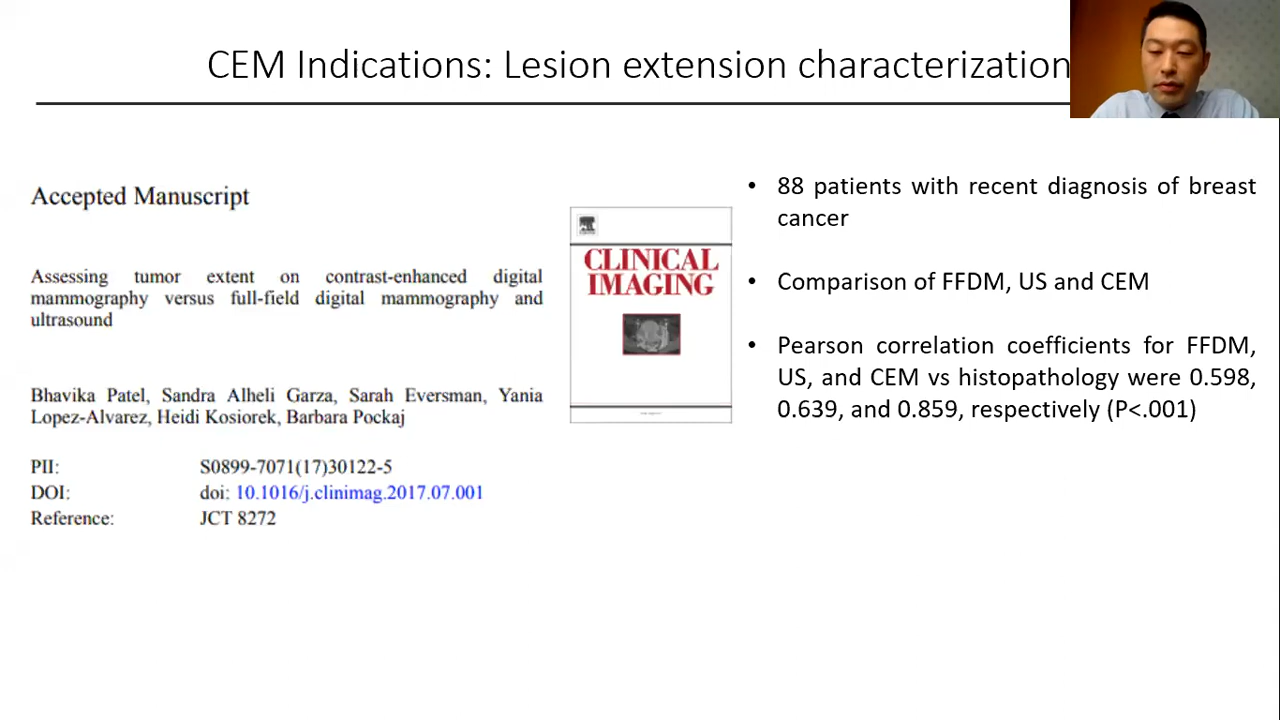 CEM Indications: Lesion extension characterization
Accepted Manuscript
Assessing tumor extent on contrast-enhanced digital
mammography versus full-field digital mammography and
ultrasound
Bhavika Patel, Sandra Alheli Garza, Sarah Eversman, Yania
Lopez-Alvarez, Heidi Kosiorek, Barbara Pockaj
PII: S0899-7071(17)30122-5
DOI: doi: 10.1016/j.clinimag.2017.07.001
Reference: JCT 8272
CLINICAL
IMAGING
• 88 patients with recent diagnosis of breast
cancer
• Comparison of FFDM, US and CEM
• Pearson correlation coefficients for FFDM,
US, and CEM vs histopathology were 0.598,
0.639, and 0.859, respectively (P<.001)